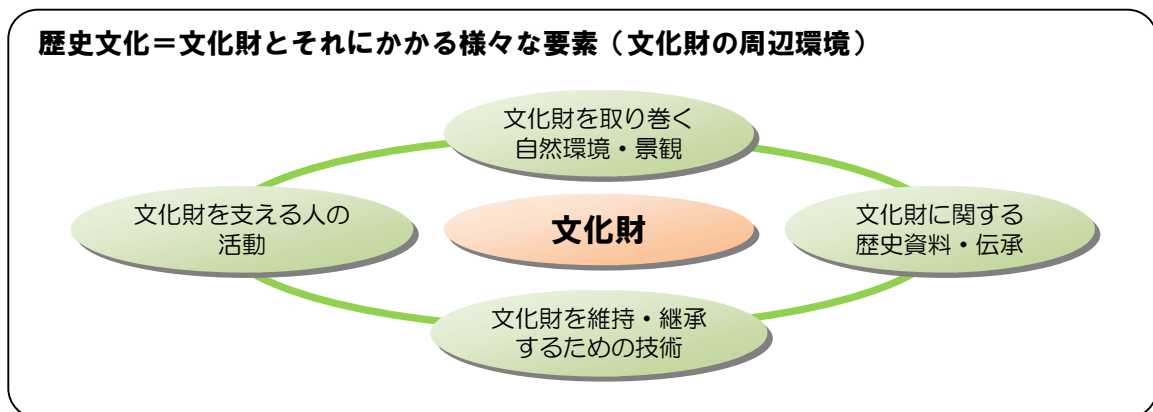 歴史文化＝文化財とそれにかかる様々な要素（文化財の周辺環境）
文化財を取り巻く
自然環境・景観
文化財を支える人の
活動
文化財
文化財に関する
歴史資料・伝承
文化財を維持・継承
するための技術